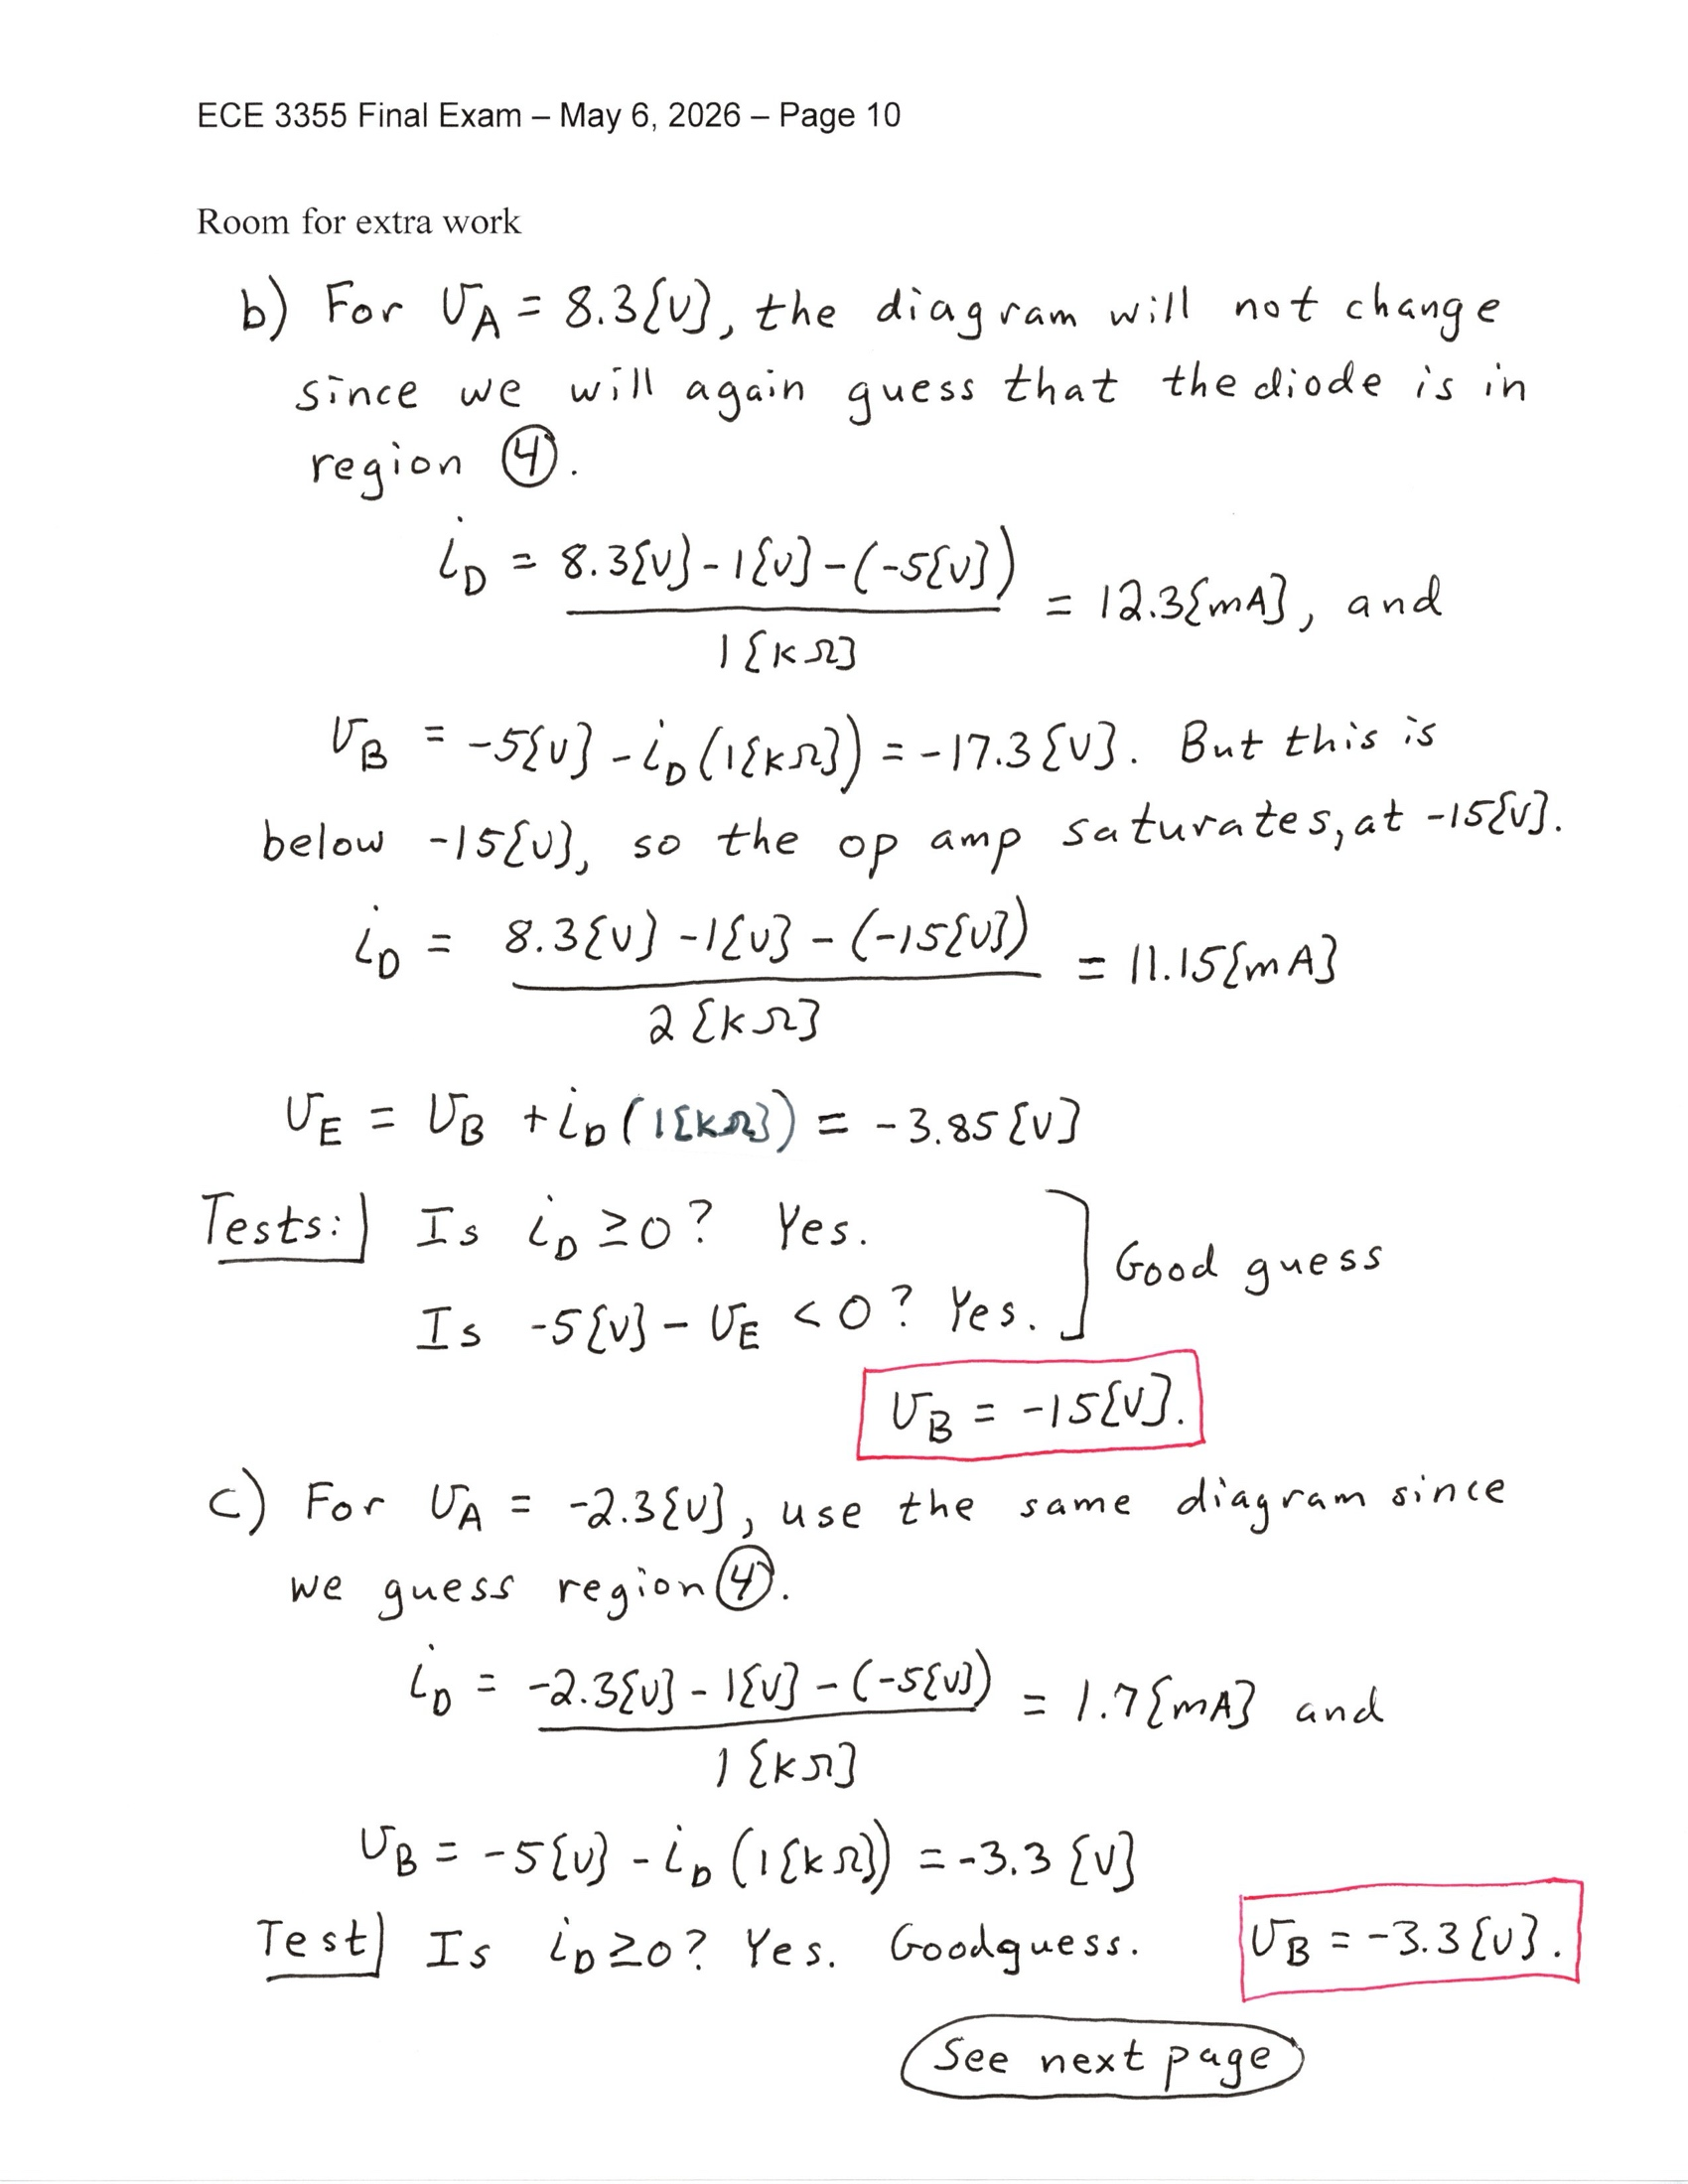 ECE 3355 Final Exam – May 6, 2026 – Page 10
Room for extra work
b) For v_A = 8.3{V}, the diagram will not change
since we will again guess that the diode is in
region ④.
i_D = (8.3{V} - 1{V} - (-5{V})) / 1{kΩ} = 12.3{mA}, and
v_B = -5{V} - i_D(1{kΩ}) = -17.3{V}. But this is
below -15{V}, so the op amp saturates, at -15{V}.
i_D = (8.3{V} - 1{V} - (-15{V})) / 2{kΩ} = 11.15{mA}
v_E = v_B + i_D(1{kΩ}) = -3.85{V}
Tests: Is i_D ≥ 0? Yes.
Is -5{V} - v_E < 0? Yes.
Good guess
v_B = -15{V}.
c) For v_A = -2.3{V}, use the same diagram since
we guess region ④.
i_D = (-2.3{V} - 1{V} - (-5{V})) / 1{kΩ} = 1.7{mA} and
v_B = -5{V} - i_D(1{kΩ}) = -3.3{V}
Test Is i_D ≥ 0? Yes. Good guess. v_B = -3.3{V}.
See next page